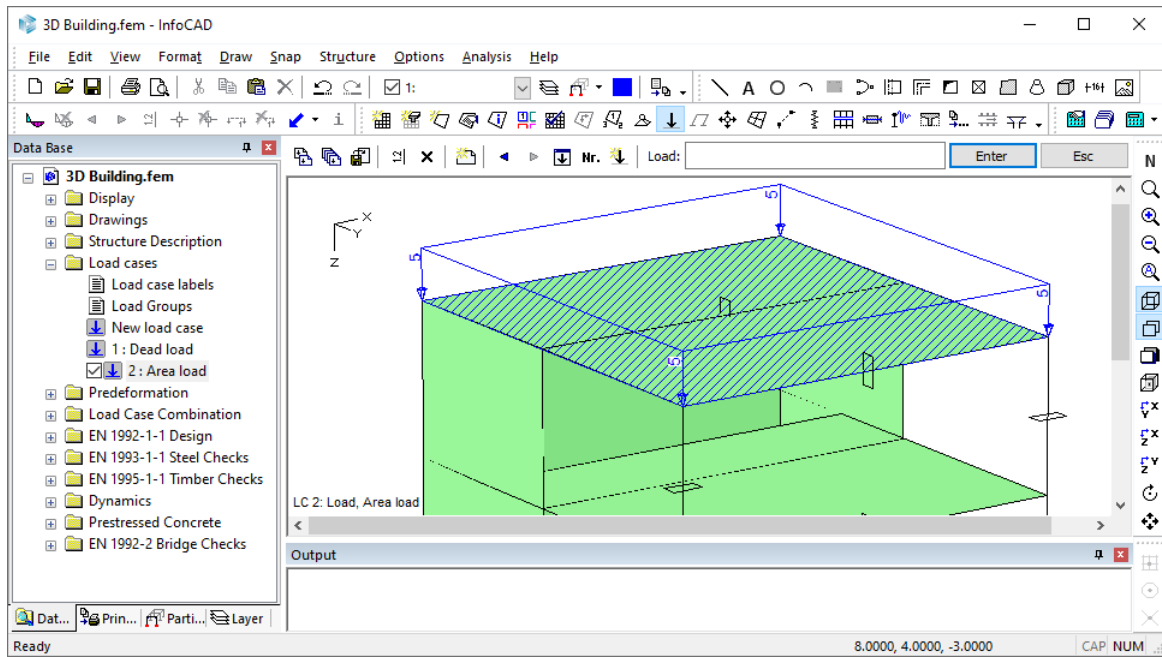 3D Building.fem - InfoCAD
File Edit View Format Draw Snap Structure Options Analysis Help
1:
Data Base
Nr. Load: Enter Esc
3D Building.fem
Display
Drawings
Structure Description
Load cases
Load case labels
Load Groups
New load case
1 : Dead load
2 : Area load
Predeformation
Load Case Combination
EN 1992-1-1 Design
EN 1993-1-1 Steel Checks
EN 1995-1-1 Timber Checks
Dynamics
Prestressed Concrete
EN 1992-2 Bridge Checks
Dat... Prin... Parti... Layer
X
Y
Z
5
5
5
5
LC 2: Load, Area load
N
Output
Ready 8.0000, 4.0000, -3.0000 CAP NUM